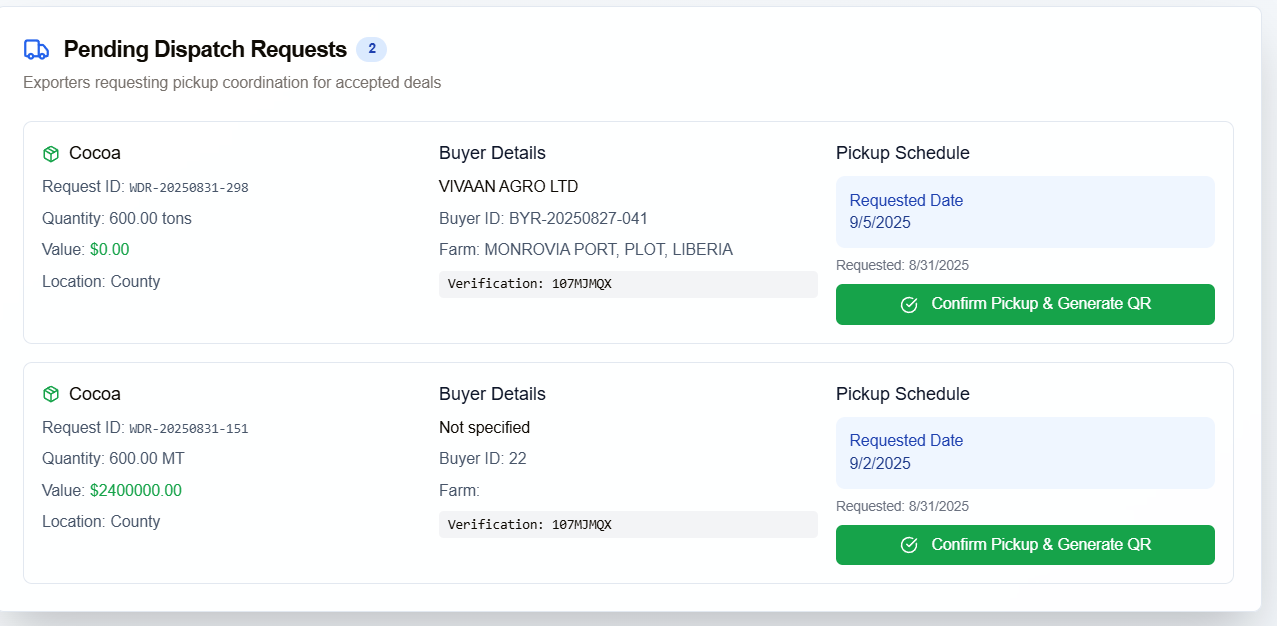 Pending Dispatch Requests 2
Exporters requesting pickup coordination for accepted deals
Cocoa
Request ID: WDR-20250831-298
Quantity: 600.00 tons
Value: $0.00
Location: County
Buyer Details
VIVAAN AGRO LTD
Buyer ID: BYR-20250827-041
Farm: MONROVIA PORT, PLOT, LIBERIA
Verification: 107MJMQX
Pickup Schedule
Requested Date
9/5/2025
Requested: 8/31/2025
Confirm Pickup & Generate QR
Cocoa
Request ID: WDR-20250831-151
Quantity: 600.00 MT
Value: $2400000.00
Location: County
Buyer Details
Not specified
Buyer ID: 22
Farm:
Verification: 107MJMQX
Pickup Schedule
Requested Date
9/2/2025
Requested: 8/31/2025
Confirm Pickup & Generate QR